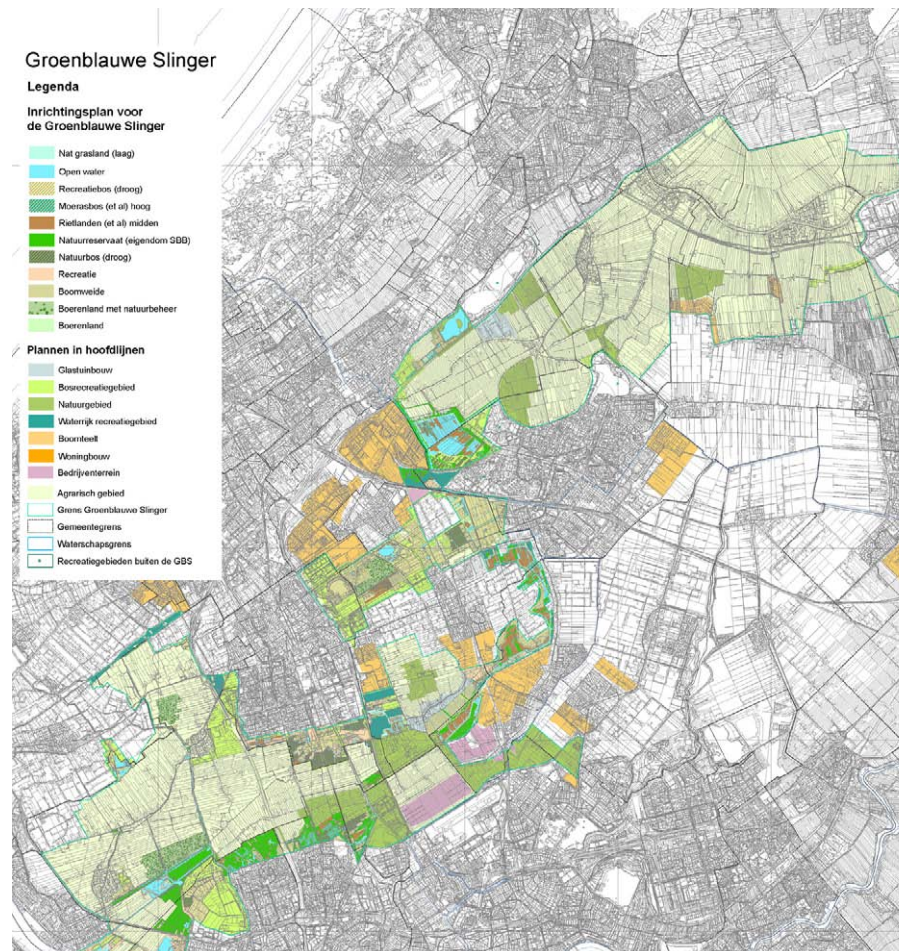 Groenblauwe Slinger
Legenda
Inrichtingsplan voor
de Groenblauwe Slinger
Nat grasland (laag)
Open water
Recreatiebos (droog)
Moerasbos (et al) hoog
Rietlanden (et al) midden
Natuurreservaat (eigendom SBB)
Natuurbos (droog)
Recreatie
Boomweide
Boerenland met natuurbeheer
Boerenland
Plannen in hoofdlijnen
Glastuinbouw
Bosrecreatiegebied
Natuurgebied
Waterrijk recreatiegebied
Boomteelt
Woningbouw
Bedrijventerrein
Agrarisch gebied
Grens Groenblauwe Slinger
Gemeentegrens
Waterschapsgrens
Recreatiegebieden buiten de GBS